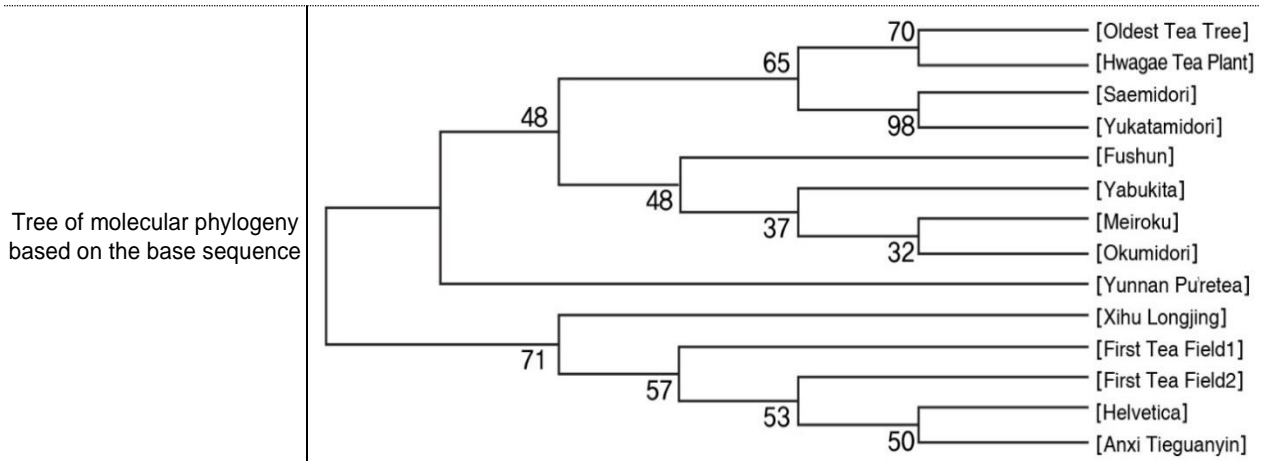 Tree of molecular phylogeny
based on the base sequence
70
65
48
98
48
37
32
71
57
53
50
[Oldest Tea Tree]
[Hwagae Tea Plant]
[Saemidori]
[Yukatamidori]
[Fushun]
[Yabukita]
[Meiroku]
[Okumidori]
[Yunnan Pu'retea]
[Xihu Longjing]
[First Tea Field1]
[First Tea Field2]
[Helvetica]
[Anxi Tieguanyin]